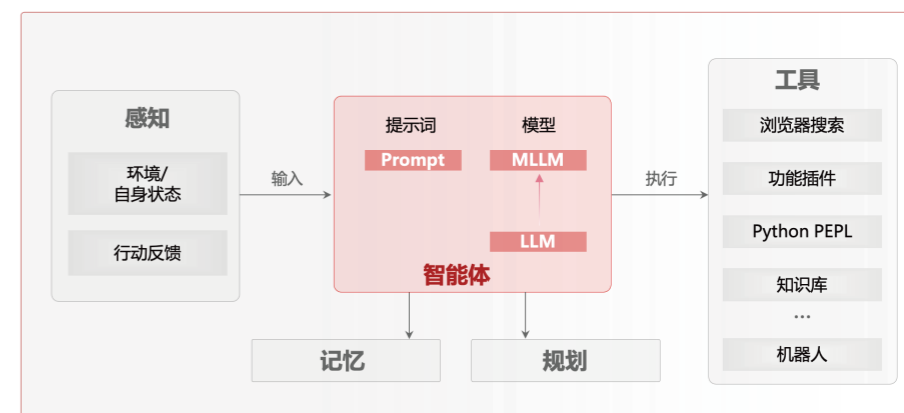 感知
环境/
自身状态
行动反馈
输入
提示词
Prompt
模型
MLLM
LLM
智能体
记忆
规划
执行
工具
浏览器搜索
功能插件
Python PEPL
知识库
...
机器人